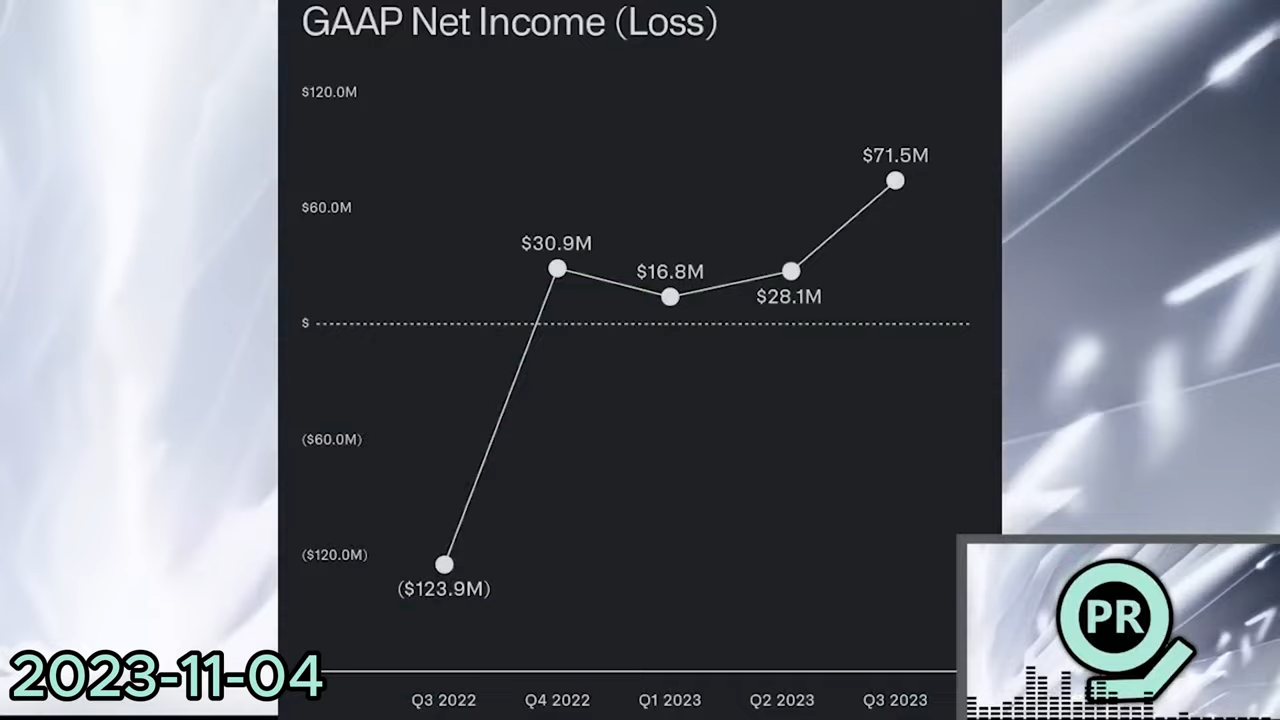 GAAP Net Income (Loss)
$120.0M
$71.5M
$60.0M
$30.9M
$16.8M
$28.1M
$
($60.0M)
($120.0M)
($123.9M)
PR
2023-11-04
Q3 2022 Q4 2022 Q1 2023 Q2 2023 Q3 2023